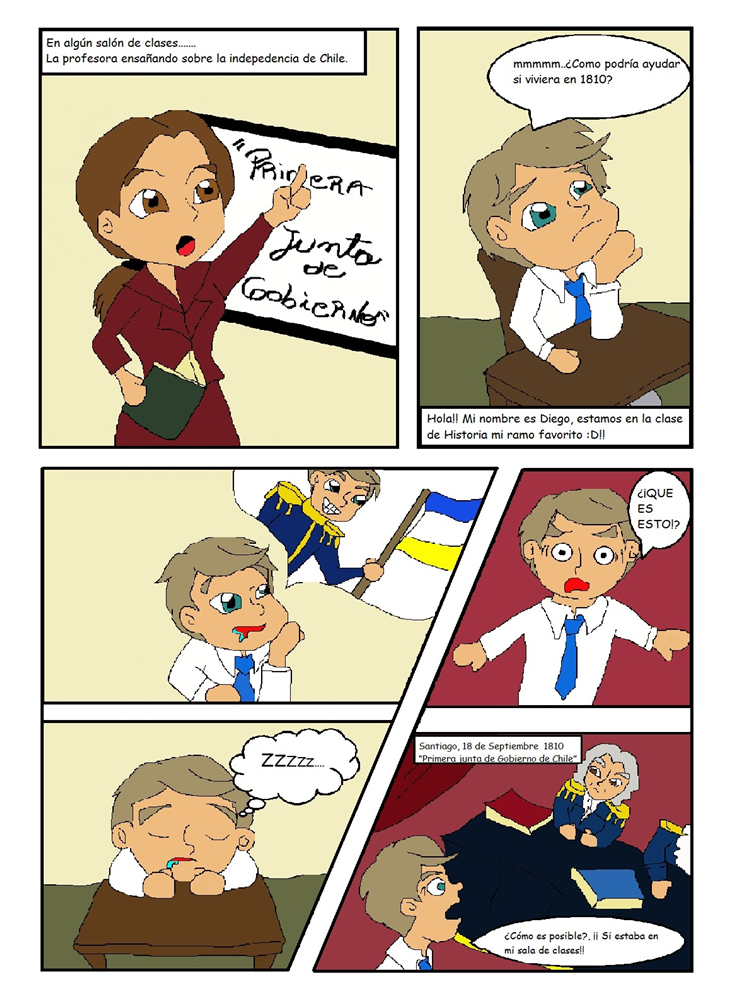 En algún salón de clases.......
La profesora ensañando sobre la indepedencia de Chile.
"PRIMERA
Junta
de
GobiERNo"
mmmmm..¿Como podría ayudar
si viviera en 1810?
Hola!! Mi nombre es Diego, estamos en la clase
de Historia mi ramo favorito :D!!
¿¡QUE
ES
ESTO!?
ZZZZZ....
Santiago, 18 de Septiembre 1810
"Primera junta de Gobierno de Chile"
¿Cómo es posible?, ¡¡ Si estaba en
mi sala de clases!!